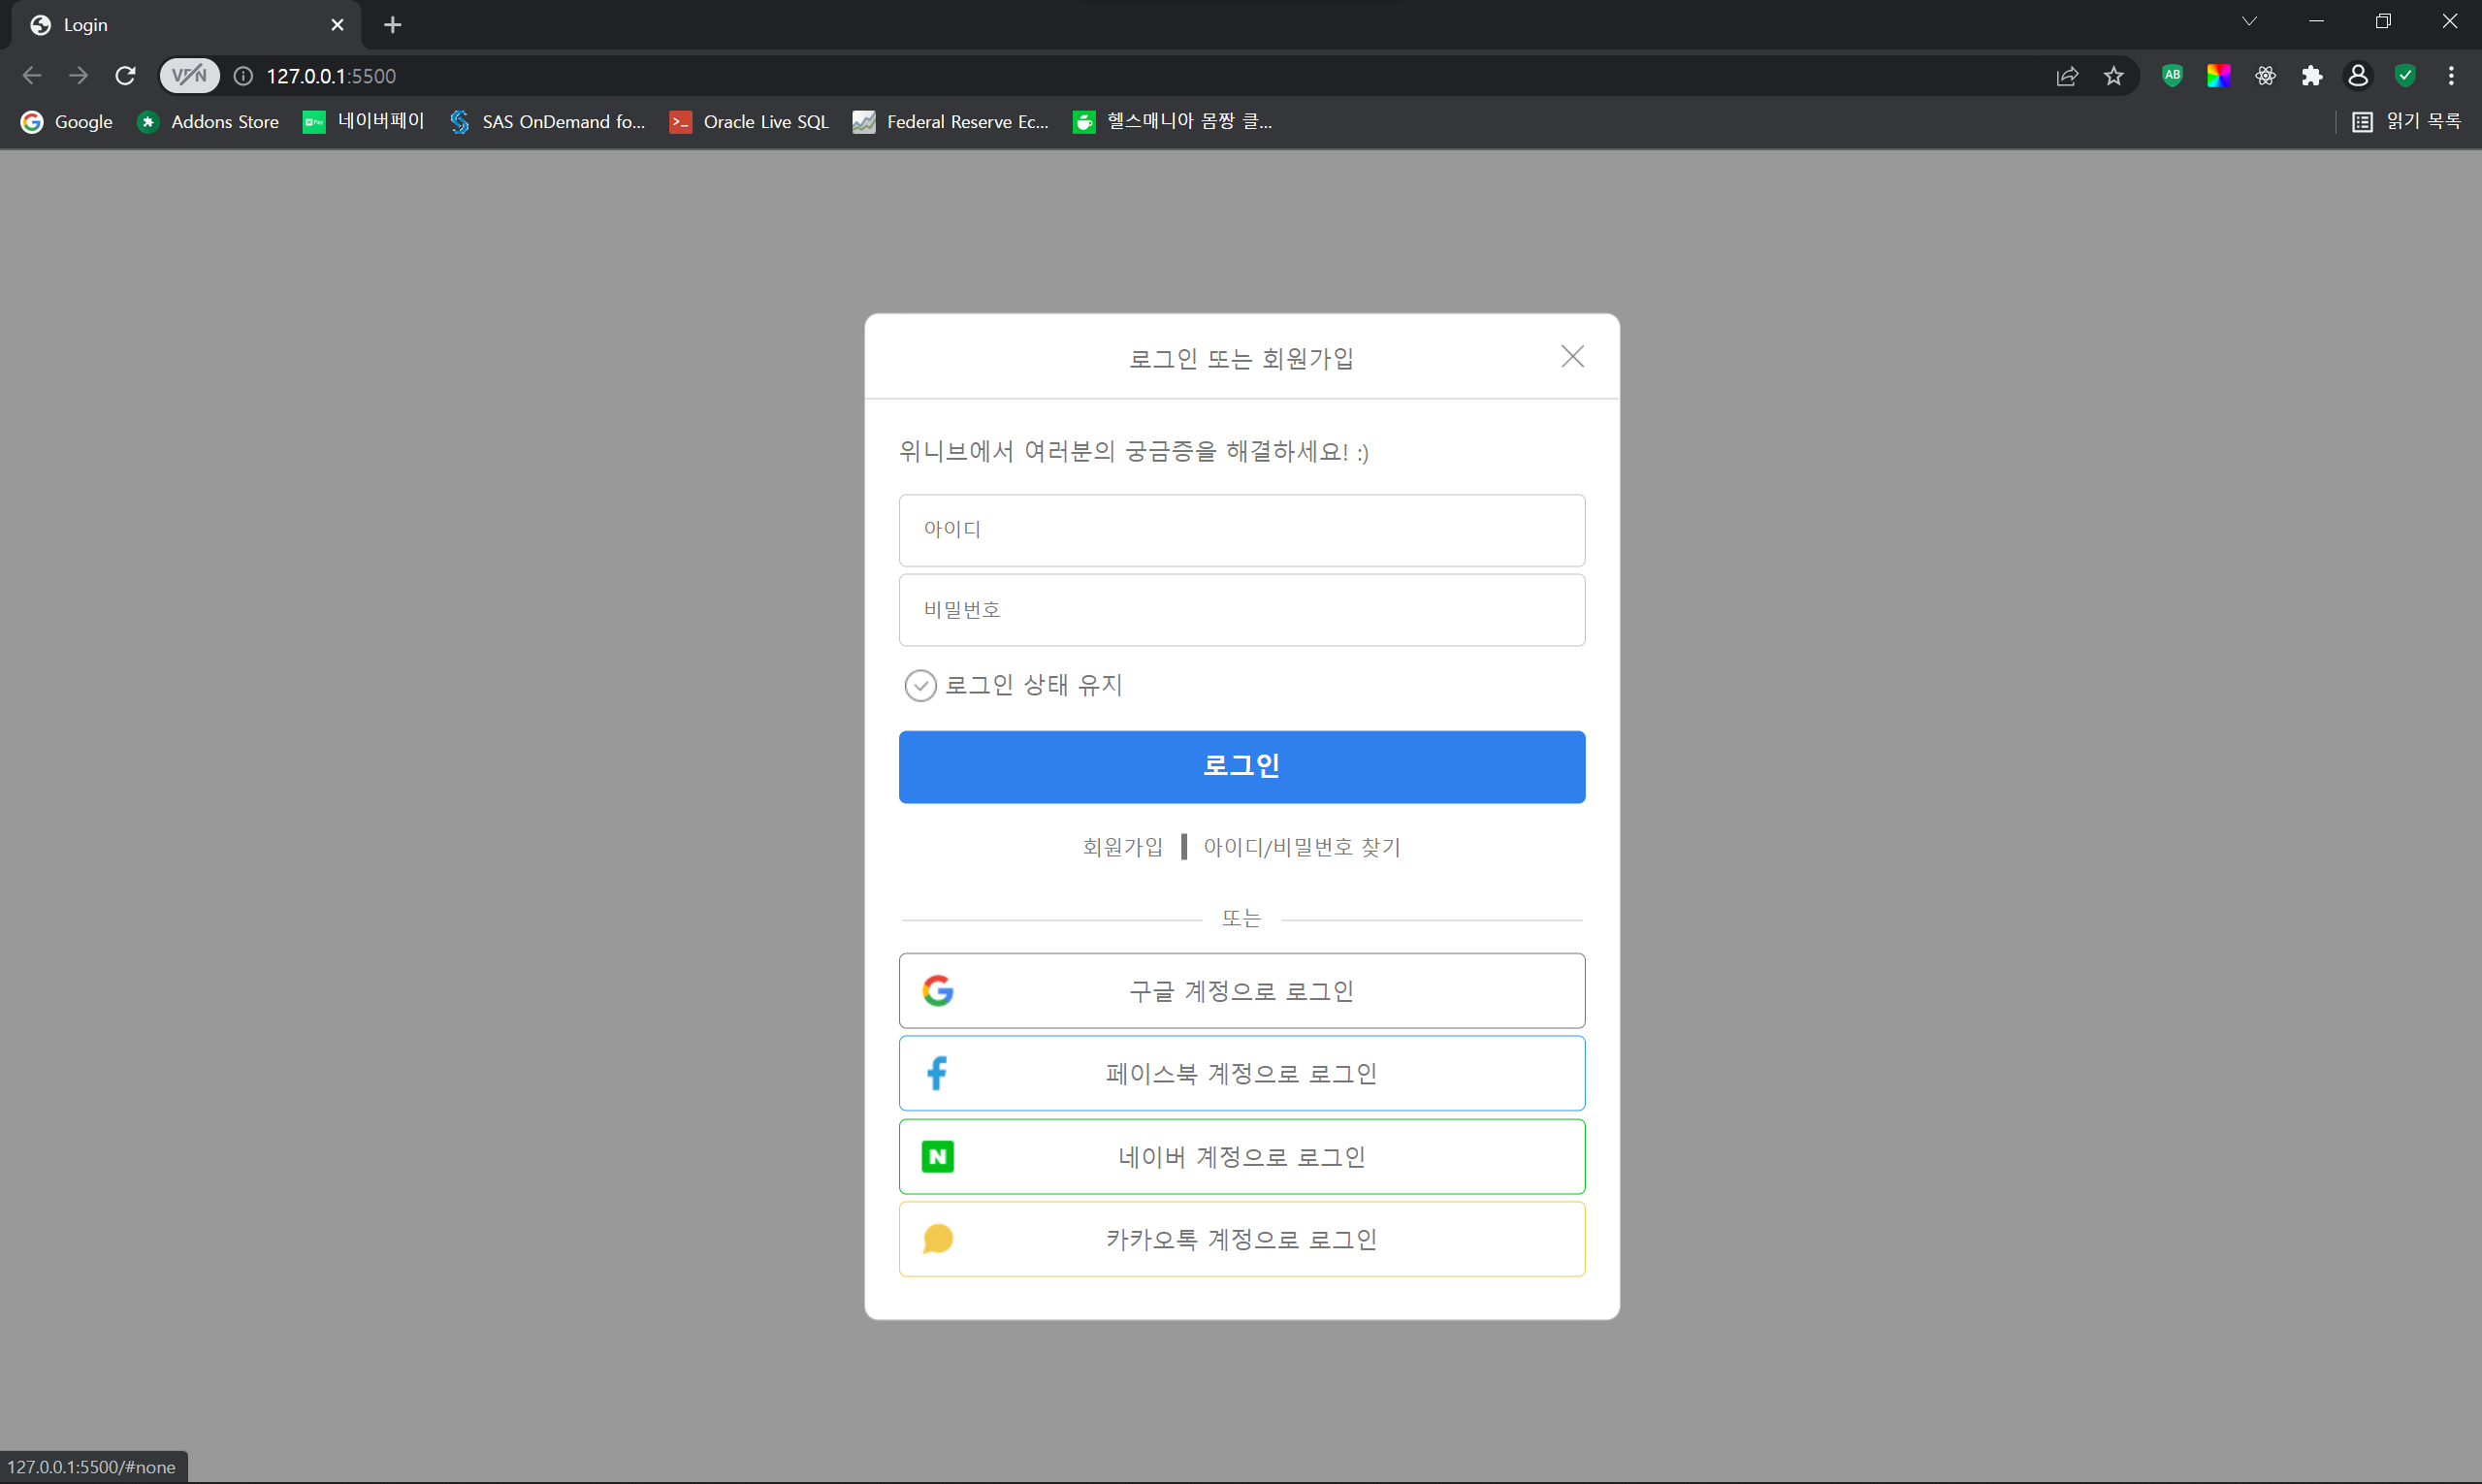 Login
VPN
127.0.0.1:5500
AB
Google
Addons Store
네이버페이
SAS OnDemand fo...
Oracle Live SQL
Federal Reserve Ec...
헬스매니아 몸짱 클...
읽기 목록
로그인 또는 회원가입
위니브에서 여러분의 궁금증을 해결하세요! :)
아이디
비밀번호
로그인 상태 유지
로그인
회원가입 | 아이디/비밀번호 찾기
또는
구글 계정으로 로그인
페이스북 계정으로 로그인
네이버 계정으로 로그인
카카오톡 계정으로 로그인
127.0.0.1:5500/#none